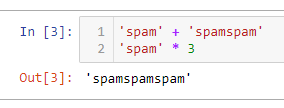 In [3]: 1 'spam' + 'spamspam'
2 'spam' * 3
Out[3]: 'spamspamspam'